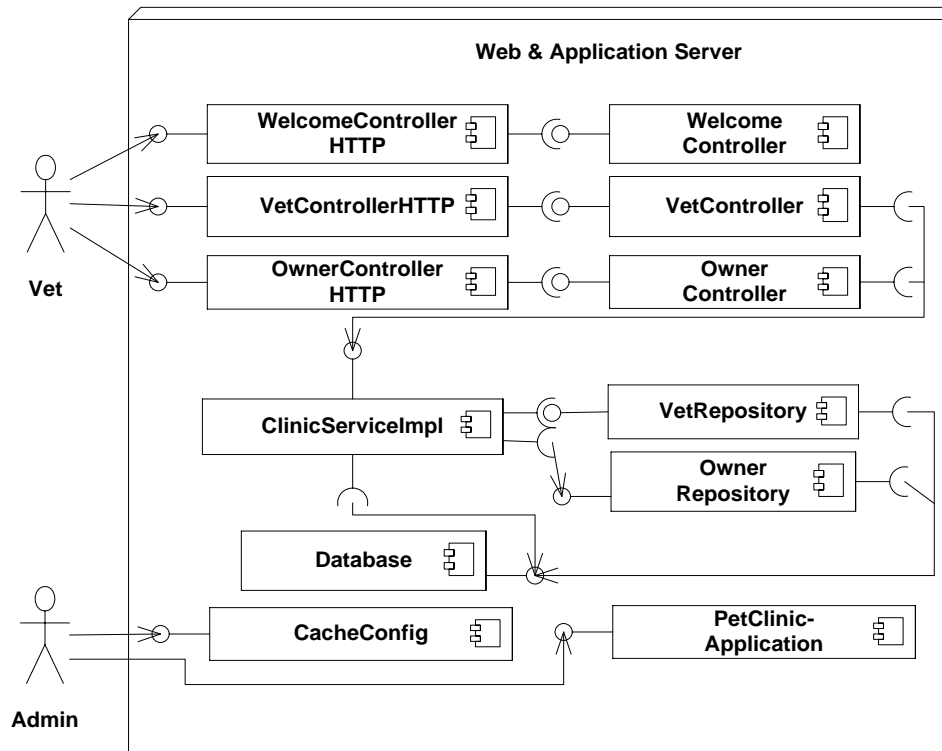 Web & Application Server
WelcomeController
HTTP
Welcome
Controller
VetControllerHTTP
VetController
Vet
OwnerController
HTTP
Owner
Controller
ClinicServiceImpl
VetRepository
Owner
Repository
Database
CacheConfig
PetClinic-
Application
Admin